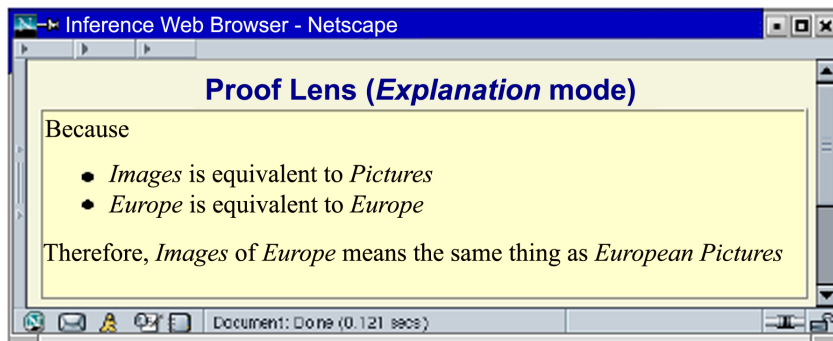 Inference Web Browser - Netscape
Proof Lens (Explanation mode)
Because
Images is equivalent to Pictures
Europe is equivalent to Europe
Therefore, Images of Europe means the same thing as European Pictures
Document: Done (0.121 secs)